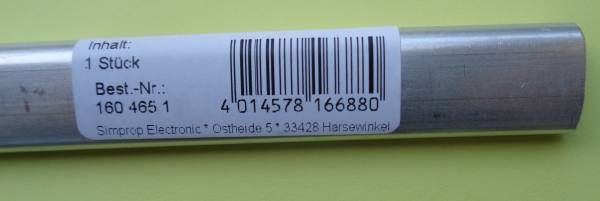 Inhalt:
1 Stück
Best.-Nr.:
160 465 1
4 014578 166880
Simprop Electronic * Ostheide 5 * 33428 Harsewinkel